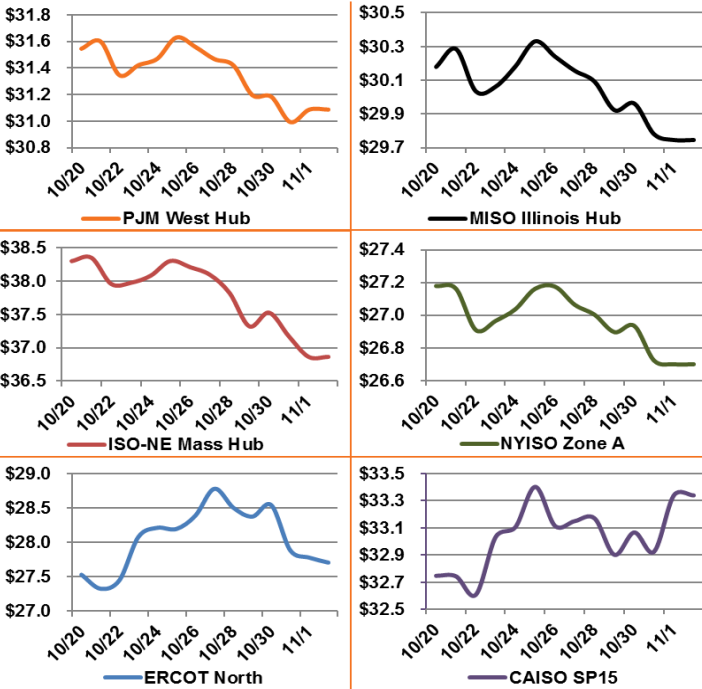 $31.8
$31.6
$31.4
$31.2
$31.0
$30.8
10/20 10/22 10/24 10/26 10/28 10/30 11/1
PJM West Hub
$30.5
$30.3
$30.1
$29.9
$29.7
10/20 10/22 10/24 10/26 10/28 10/30 11/1
MISO Illinois Hub
$38.5
$38.0
$37.5
$37.0
$36.5
10/20 10/22 10/24 10/26 10/28 10/30 11/1
ISO-NE Mass Hub
$27.4
$27.2
$27.0
$26.8
$26.6
10/20 10/22 10/24 10/26 10/28 10/30 11/1
NYISO Zone A
$29.0
$28.5
$28.0
$27.5
$27.0
10/20 10/22 10/24 10/26 10/28 10/30 11/1
ERCOT North
$33.5
$33.3
$33.1
$32.9
$32.7
$32.5
10/20 10/22 10/24 10/26 10/28 10/30 11/1
CAISO SP15